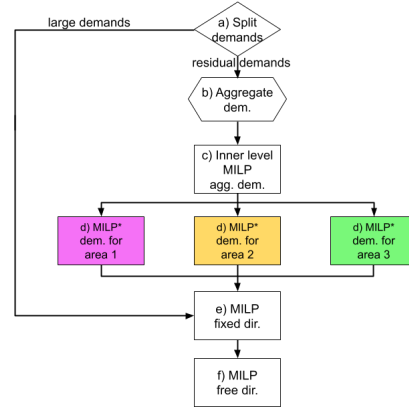 large demands
a) Split
demands
residual demands
b) Aggregate
dem.
c) Inner level
MILP
agg. dem.
d) MILP*
dem. for
area 1
d) MILP*
dem. for
area 2
d) MILP*
dem. for
area 3
e) MILP
fixed dir.
f) MILP
free dir.